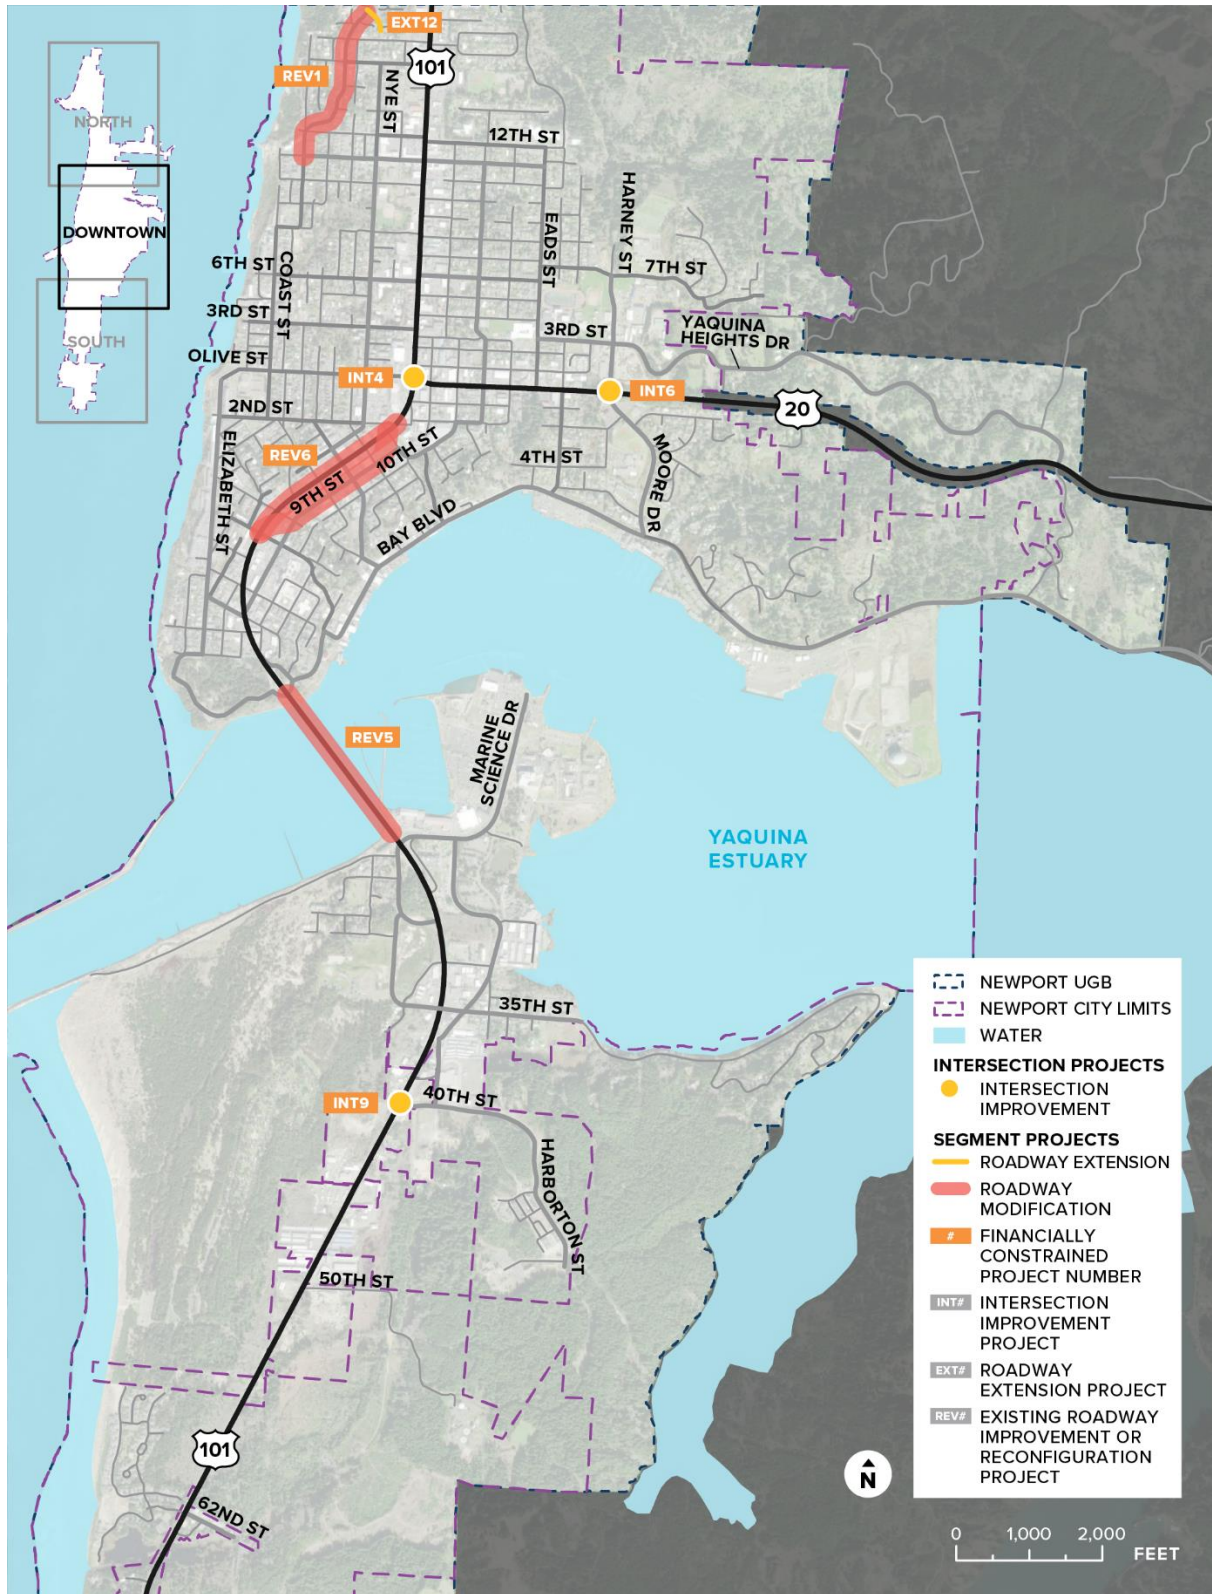 EXT12
101
REV1
NYE ST
NORTH
12TH ST
DOWNTOWN
HARNEY ST
EADS ST
COAST ST
6TH ST
7TH ST
3RD ST
3RD ST
YAQUINA
HEIGHTS DR
SOUTH
OLIVE ST
INT4
INT6
20
2ND ST
REV6
10TH ST
ELIZABETH ST
9TH ST
4TH ST
MOORE DR
BAY BLVD
REV5
MARINE
SCIENCE DR
YAQUINA
ESTUARY
35TH ST
INT9
40TH ST
HARBORTON ST
50TH ST
101
62ND ST
NEWPORT UGB
NEWPORT CITY LIMITS
WATER
INTERSECTION PROJECTS
INTERSECTION
IMPROVEMENT
SEGMENT PROJECTS
ROADWAY EXTENSION
ROADWAY
MODIFICATION
# FINANCIALLY
CONSTRAINED
PROJECT NUMBER
INT# INTERSECTION
IMPROVEMENT
PROJECT
EXT# ROADWAY
EXTENSION PROJECT
REV# EXISTING ROADWAY
IMPROVEMENT OR
RECONFIGURATION
PROJECT
N
0 1,000 2,000
FEET